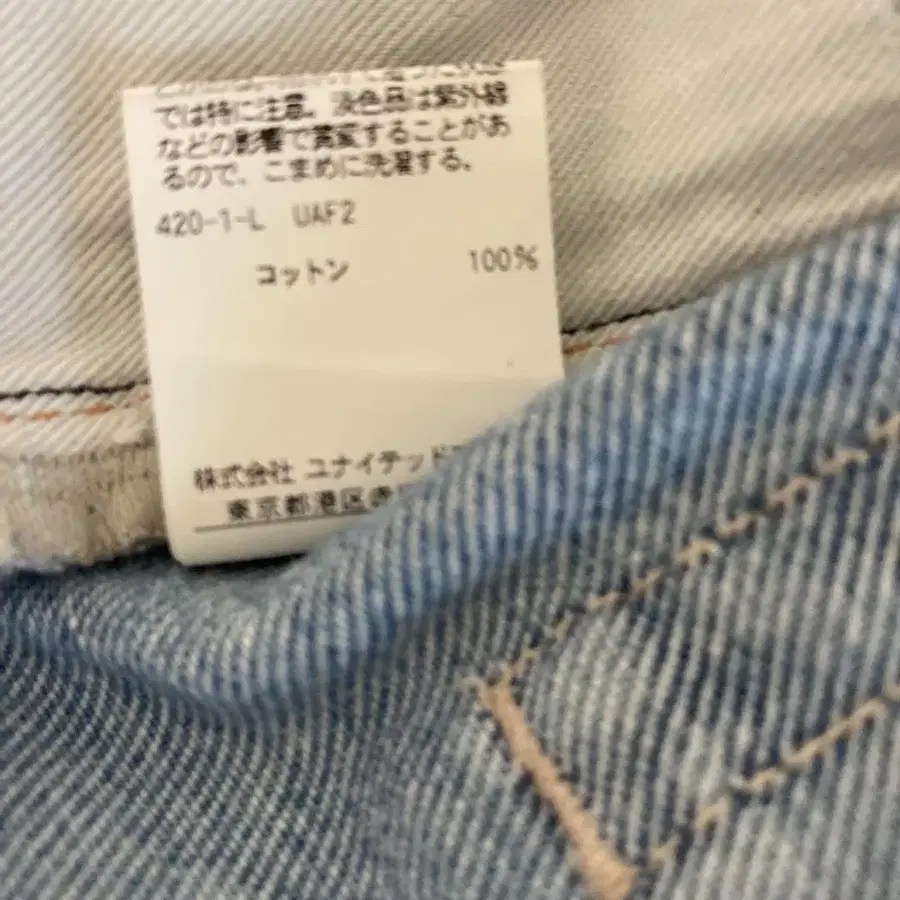 では特に注意。淡色品は紫外線
などの影響で黄変することがあ
るので、こまめに洗濯する。
420-1-L UAF2
コットン 100%
株式会社 ユナイテッド
東京都港区赤